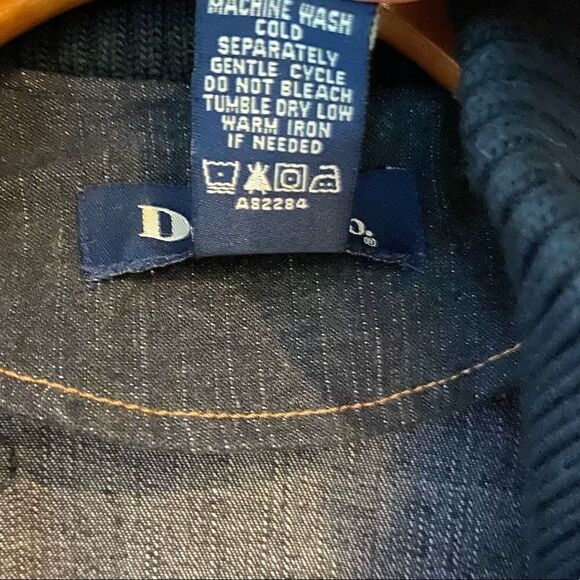 MACHINE WASH
COLD
SEPARATELY
GENTLE CYCLE
DO NOT BLEACH
TUMBLE DRY LOW
WARM IRON
IF NEEDED
A82284
D
o.®